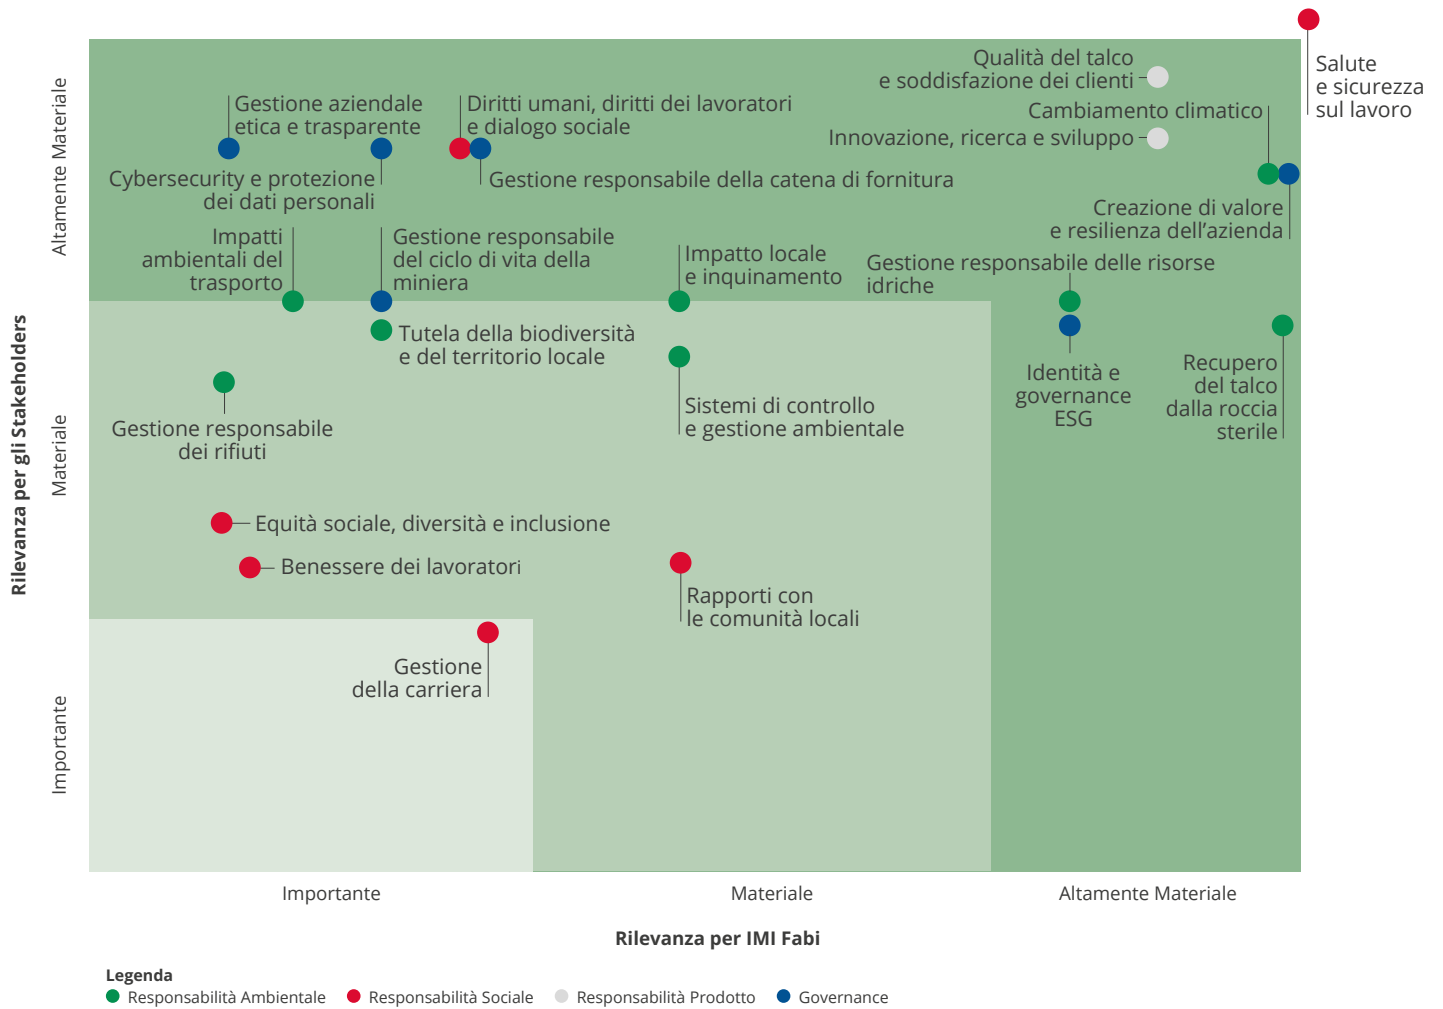 Salute
e sicurezza
sul lavoro
Qualità del talco
e soddisfazione dei clienti
Cambiamento climatico
Innovazione, ricerca e sviluppo
Gestione aziendale
etica e trasparente
Diritti umani, diritti dei lavoratori
e dialogo sociale
Cybersecurity e protezione
dei dati personali
Gestione responsabile della catena di fornitura
Creazione di valore
e resilienza dell'azienda
Impatti
ambientali del
trasporto
Gestione responsabile
del ciclo di vita della
miniera
Impatto locale
e inquinamento
Gestione responsabile delle risorse
idriche
Tutela della biodiversità
e del territorio locale
Identità e
governance
ESG
Recupero
del talco
dalla roccia
sterile
Sistemi di controllo
e gestione ambientale
Gestione responsabile
dei rifiuti
Equità sociale, diversità e inclusione
Benessere dei lavoratori
Rapporti con
le comunità locali
Gestione
della carriera
Rilevanza per gli Stakeholders
Altamente Materiale
Materiale
Importante
Importante
Materiale
Altamente Materiale
Rilevanza per IMI Fabi
Legenda
Responsabilità Ambientale
Responsabilità Sociale
Responsabilità Prodotto
Governance